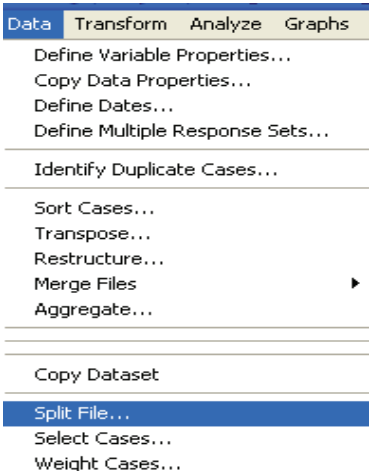 Data Transform Analyze Graphs
Define Variable Properties...
Copy Data Properties...
Define Dates...
Define Multiple Response Sets...
Identify Duplicate Cases...
Sort Cases...
Transpose...
Restructure...
Merge Files
Aggregate...
Copy Dataset
Split File...
Select Cases...
Weight Cases...